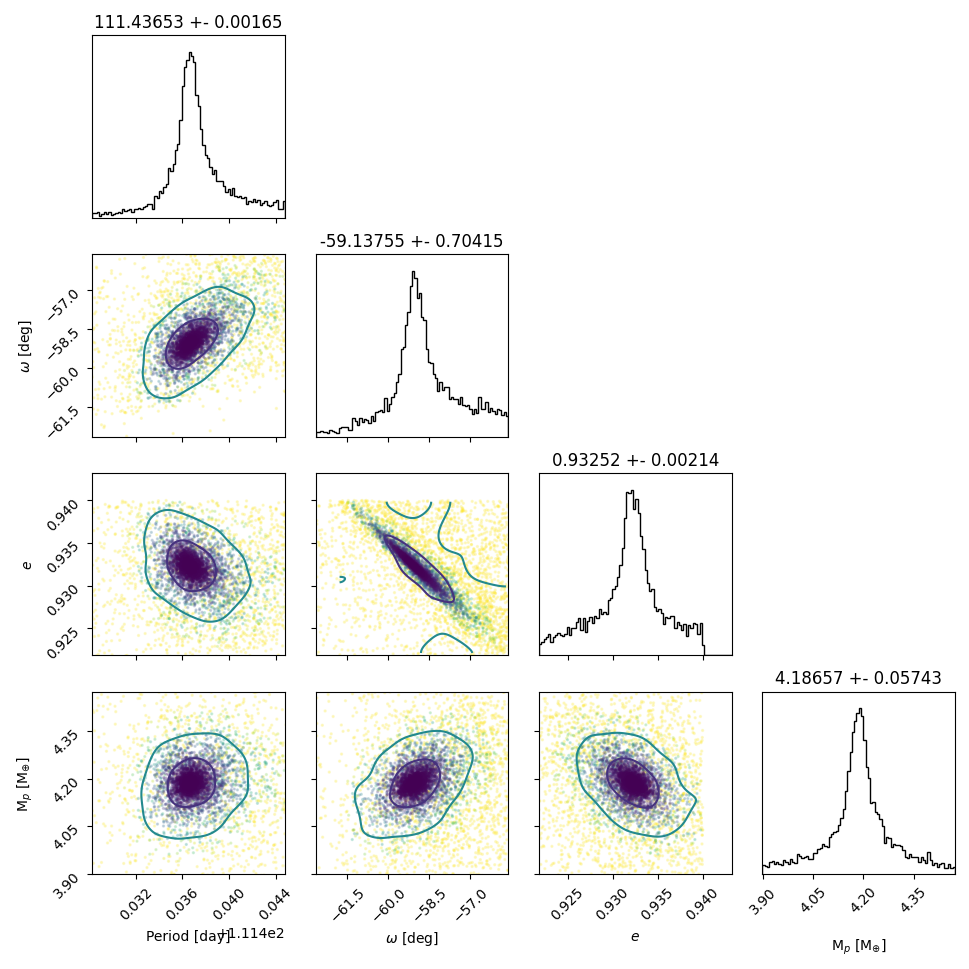 111.43653 +- 0.00165
-59.13755 +- 0.70415
ω [deg]
−57.0
−58.5
−60.0
−61.5
0.93252 +- 0.00214
e
0.940
0.935
0.930
0.925
4.18657 +- 0.05743
M_p [M_⊕]
4.35
4.20
4.05
3.90
0.032 0.036 0.040 0.044
−61.5 −60.0 −58.5 −57.0
0.925 0.930 0.935 0.940
3.90 4.05 4.20 4.35
Period [day] +1.114e2
ω [deg]
e
M_p [M_⊕]